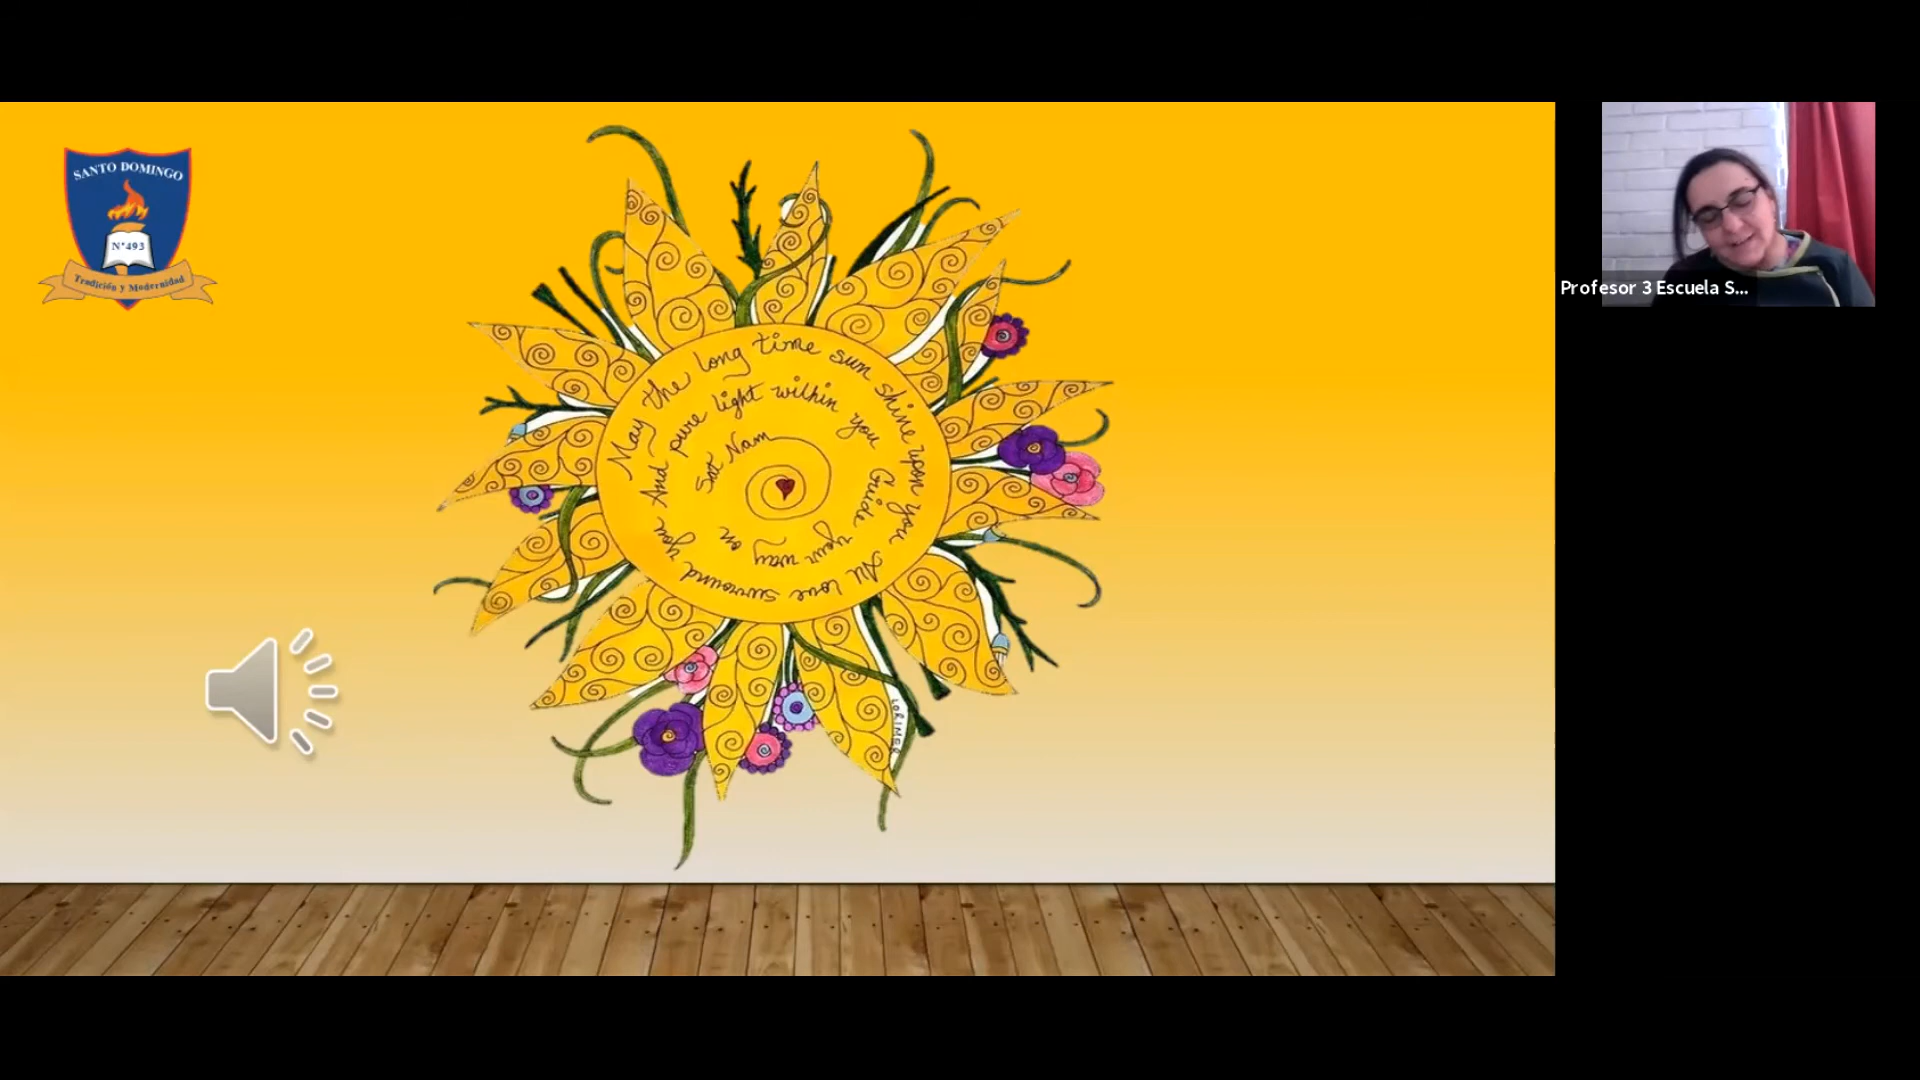 SANTO DOMINGO
N°493
Tradición y Modernidad
May the long time sun shine upon you All love surround you And pure light within you Guide your way on Sat Nam
LORIMER
Profesor 3 Escuela S...